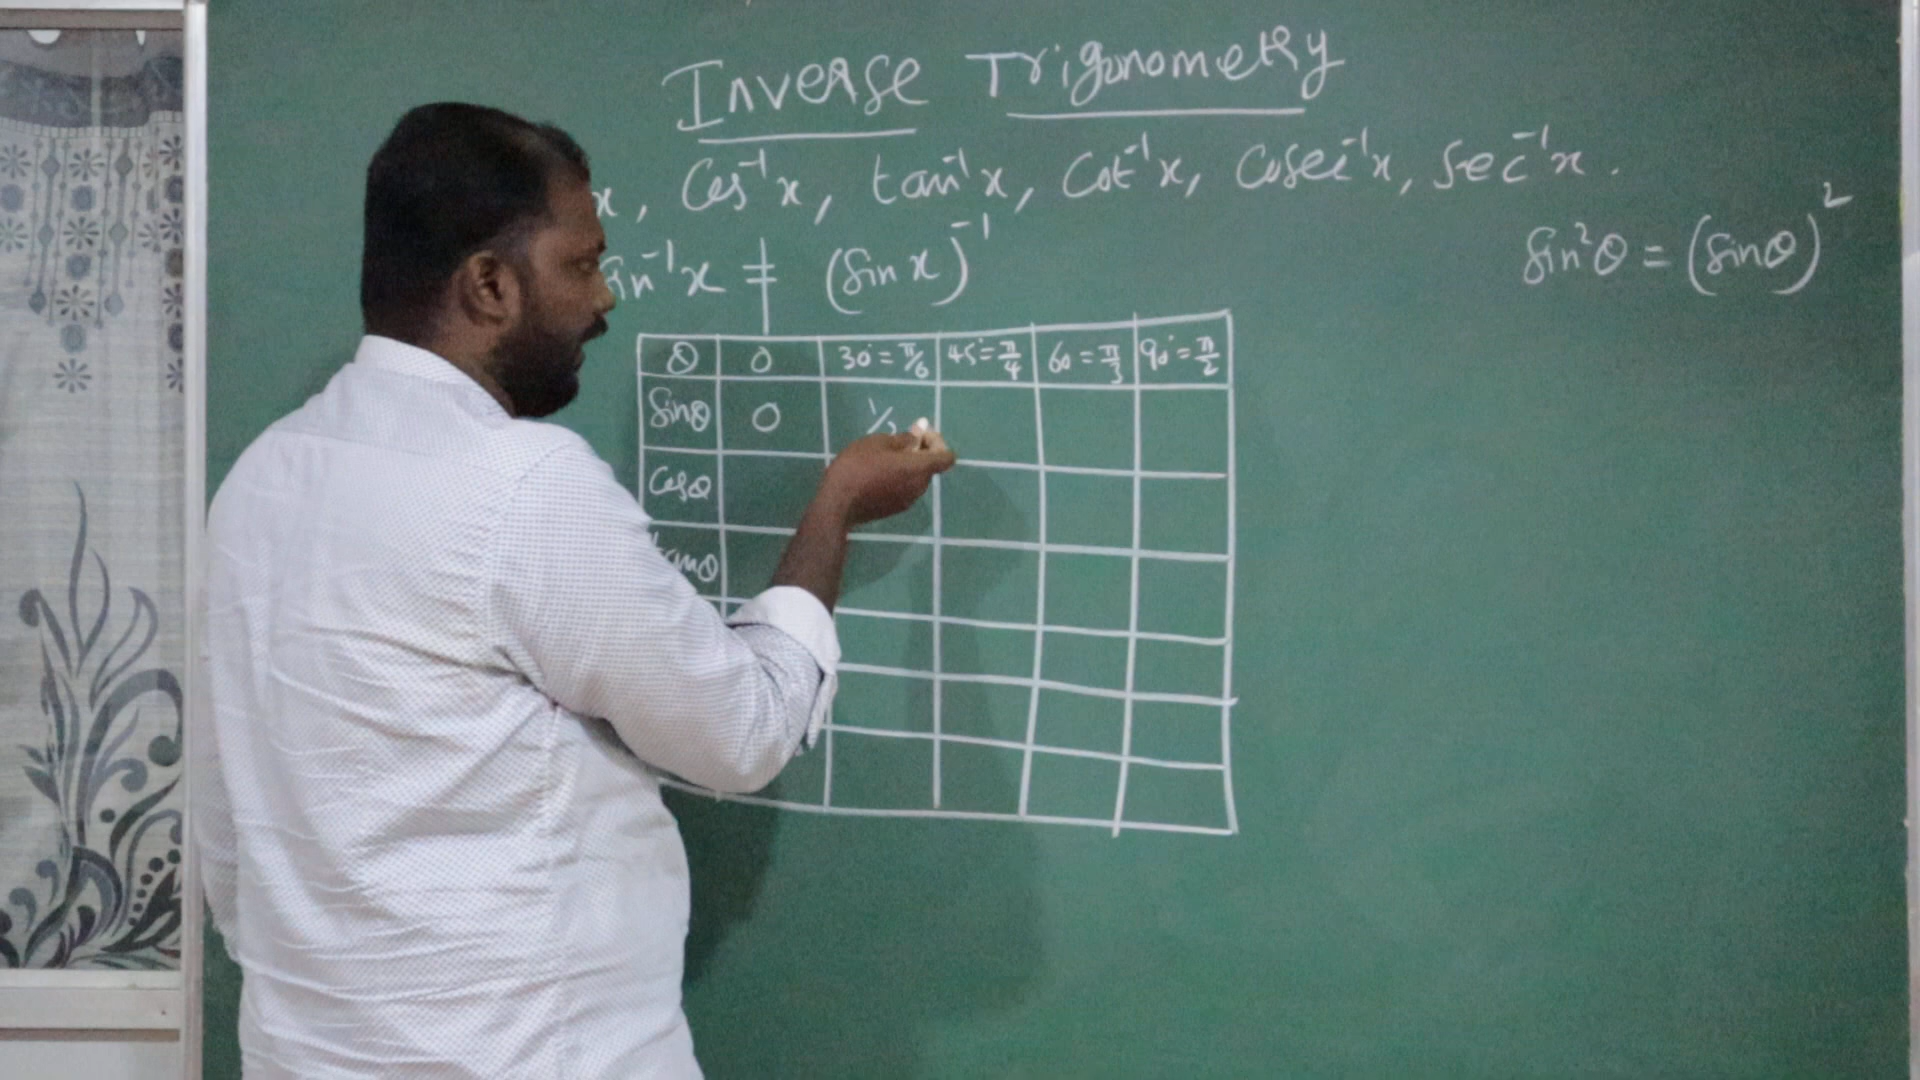 Inverse Trigonometry
x, Cos⁻¹x, tan⁻¹x, Cot⁻¹x, Cosec⁻¹x, Sec⁻¹x.
in⁻¹x ≠ (Sin x)⁻¹
Sin²θ = (Sinθ)²
θ 0 30° = π/6 45° = π/4 60 = π/3 90° = π/2
Sinθ 0 1/2
Cosθ
tanθ